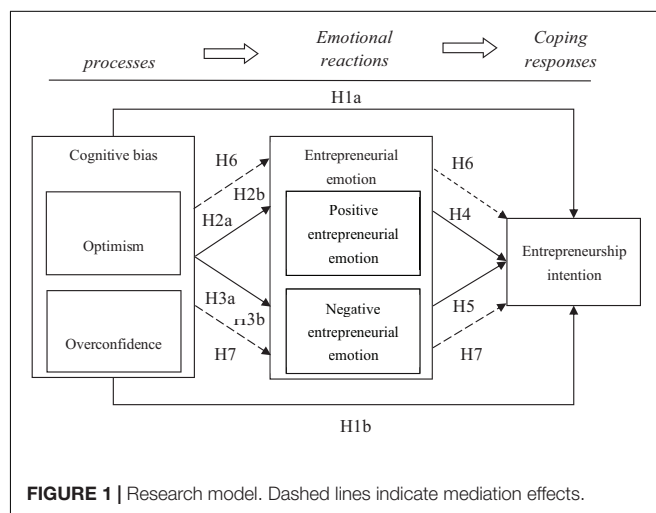 processes
Emotional
reactions
Coping
responses
H1a
Cognitive bias
Optimism
Overconfidence
H6
H2b
H2a
H3a
H3b
H7
Entrepreneurial
emotion
Positive
entrepreneurial
emotion
Negative
entrepreneurial
emotion
H6
H4
H5
H7
Entrepreneurship
intention
H1b
FIGURE 1 | Research model. Dashed lines indicate mediation effects.